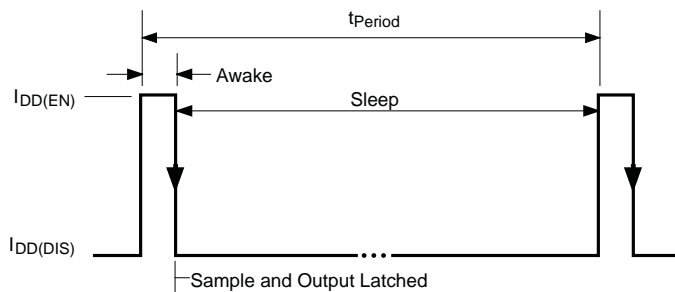 tPeriod
Awake
IDD(EN)
Sleep
IDD(DIS)
Sample and Output Latched